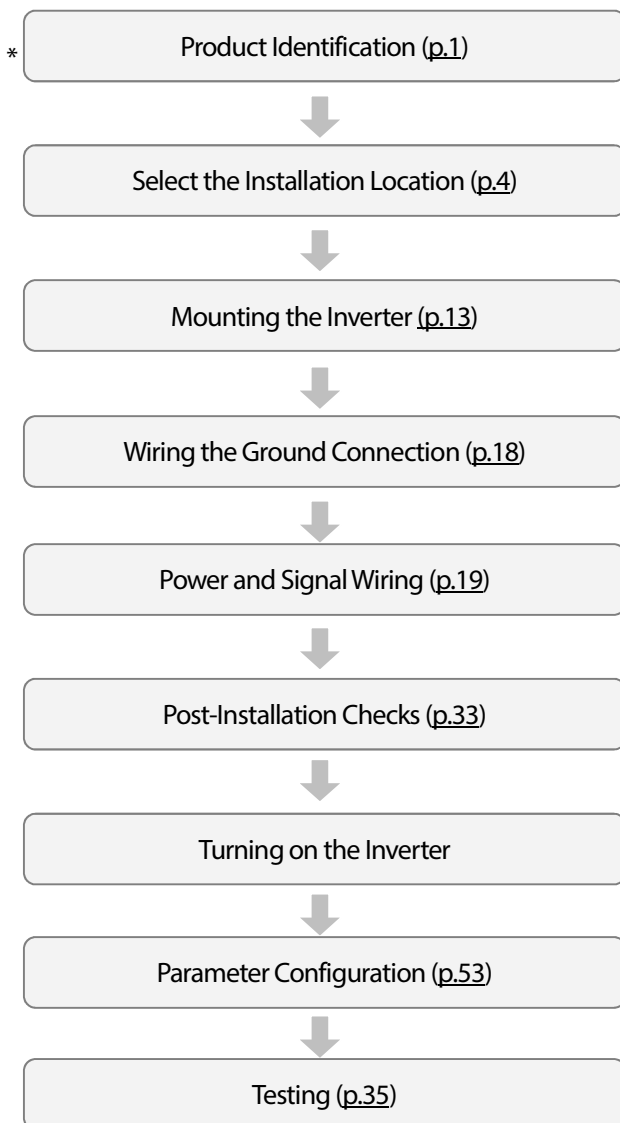 * Product Identification (p.1)
Select the Installation Location (p.4)
Mounting the Inverter (p.13)
Wiring the Ground Connection (p.18)
Power and Signal Wiring (p.19)
Post-Installation Checks (p.33)
Turning on the Inverter
Parameter Configuration (p.53)
Testing (p.35)